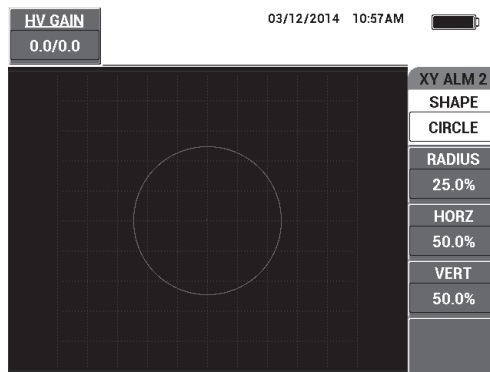 HV GAIN
0.0/0.0
03/12/2014 10:57AM
XY ALM 2
SHAPE
CIRCLE
RADIUS
25.0%
HORZ
50.0%
VERT
50.0%